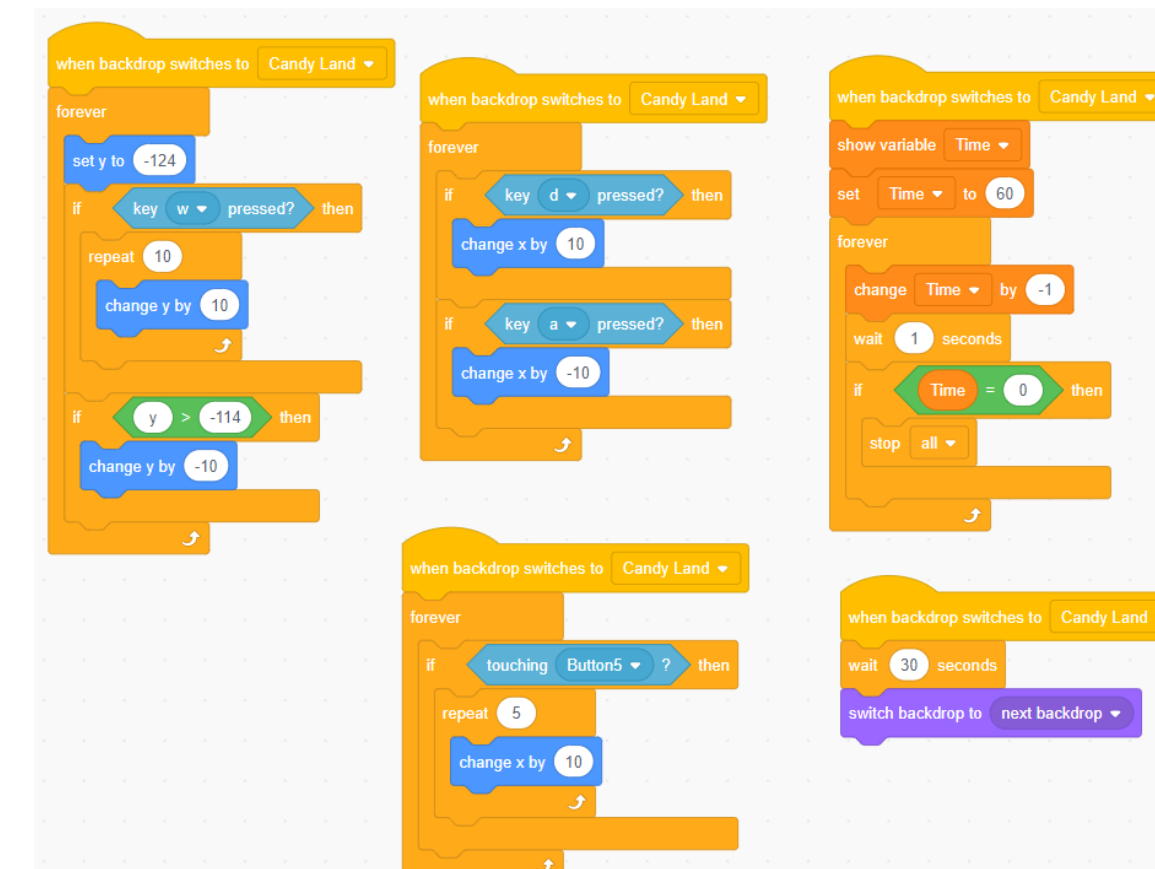 when backdrop switches to Candy Land
forever
set y to -124
if key w pressed? then
repeat 10
change y by 10
if y > -114 then
change y by -10
when backdrop switches to Candy Land
forever
if key d pressed? then
change x by 10
if key a pressed? then
change x by -10
when backdrop switches to Candy Land
show variable Time
set Time to 60
forever
change Time by -1
wait 1 seconds
if Time = 0 then
stop all
when backdrop switches to Candy Land
forever
if touching Button5 ? then
repeat 5
change x by 10
when backdrop switches to Candy Land
wait 30 seconds
switch backdrop to next backdrop